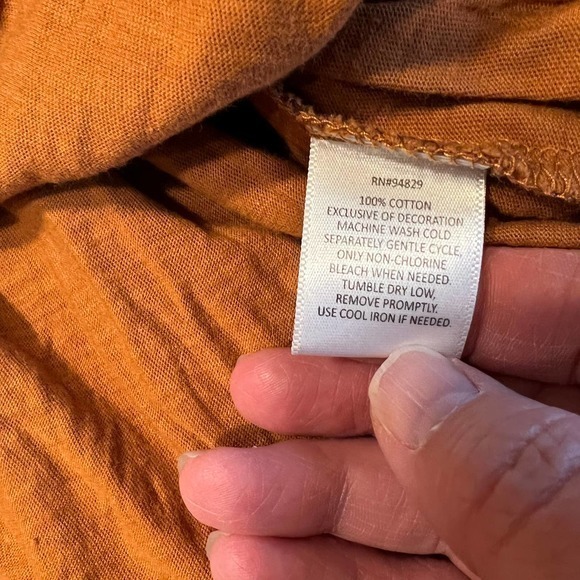 RN#94829
100% COTTON
EXCLUSIVE OF DECORATION
MACHINE WASH COLD
SEPARATELY GENTLE CYCLE,
ONLY NON-CHLORINE
BLEACH WHEN NEEDED.
TUMBLE DRY LOW,
REMOVE PROMPTLY.
USE COOL IRON IF NEEDED.